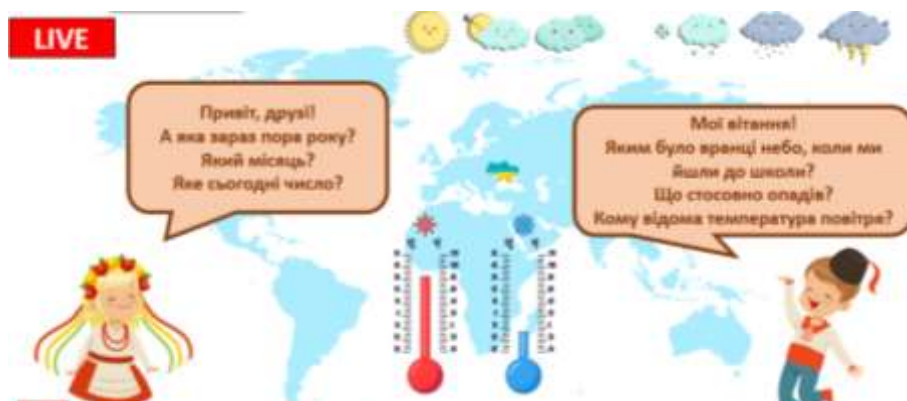 LIVE
Привіт, друзі!
А яка зараз пора року?
Який місяць?
Яке сьогодні число?
Мої вітання!
Яким було вранці небо, коли ми
йшли до школи?
Що стосовно опадів?
Кому відома температура повітря?